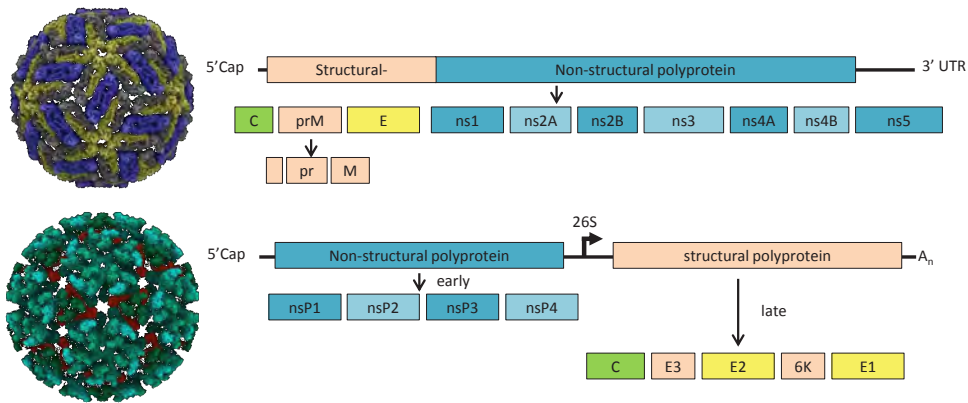 5'Cap Structural- Non-structural polyprotein 3' UTR
C prM E ns1 ns2A ns2B ns3 ns4A ns4B ns5
pr M
26S
5'Cap Non-structural polyprotein structural polyprotein An
early
nsP1 nsP2 nsP3 nsP4
late
C E3 E2 6K E1